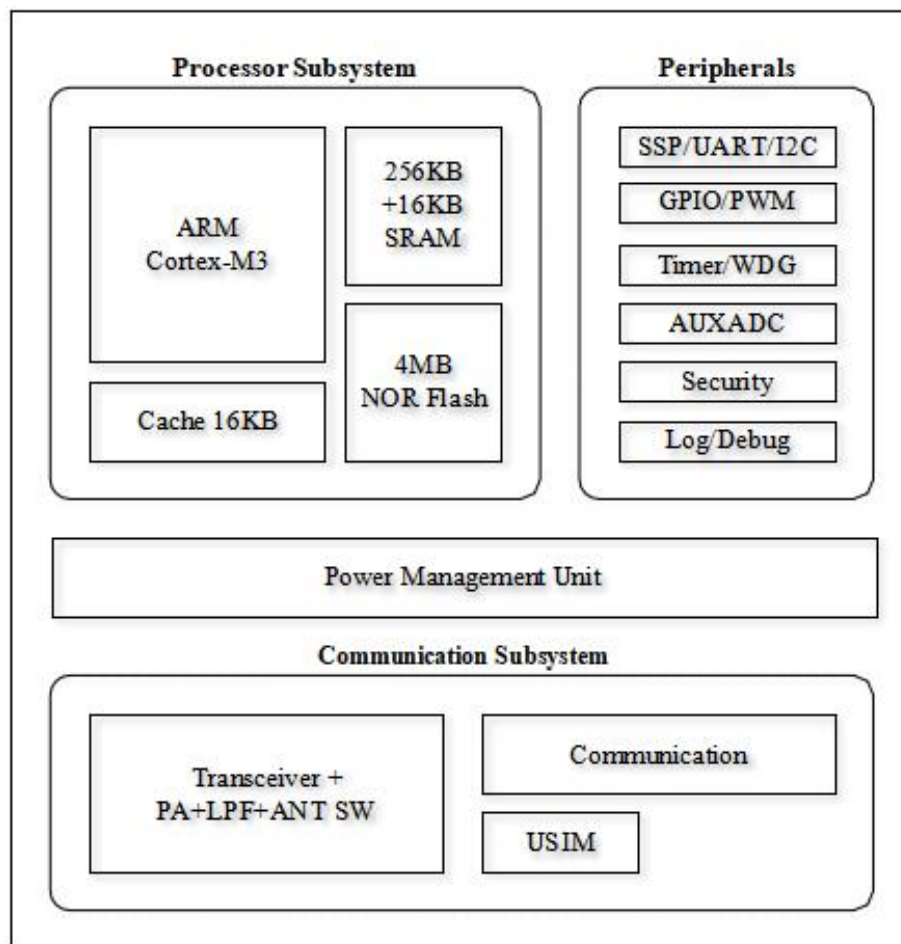 Processor Subsystem
ARM
Cortex-M3
256KB
+16KB
SRAM
Cache 16KB
4MB
NOR Flash
Peripherals
SSP/UART/I2C
GPIO/PWM
Timer/WDG
AUXADC
Security
Log/Debug
Power Management Unit
Communication Subsystem
Transceiver +
PA+LPF+ANT SW
Communication
USIM